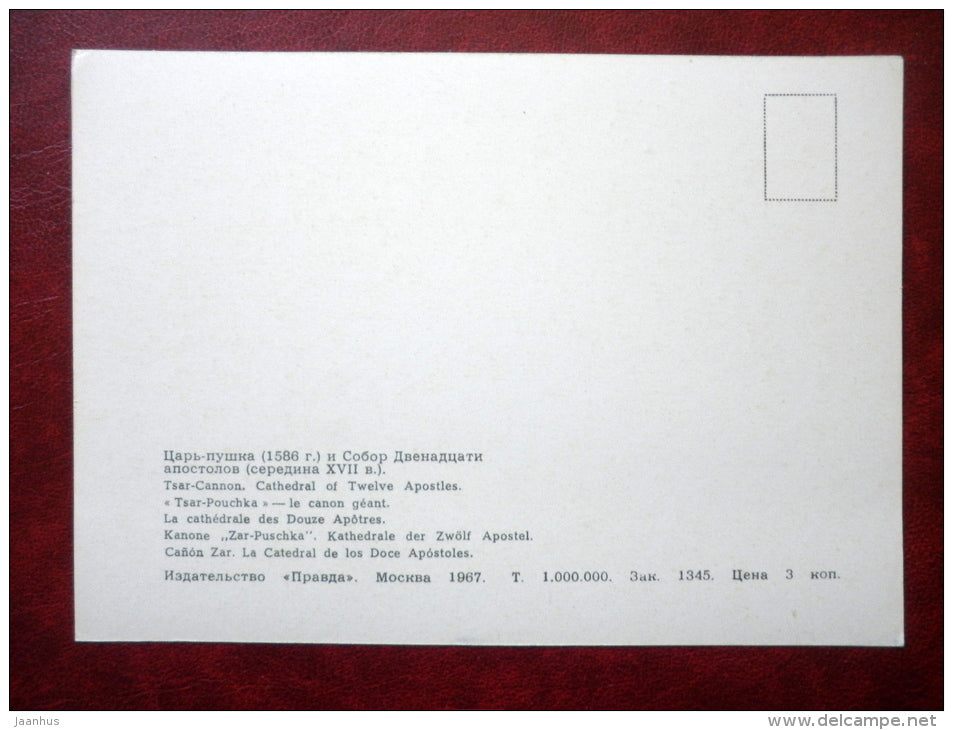 Царь-пушка (1586 г.) и Собор Двенадцати
апостолов (середина XVII в.).
Tsar-Cannon. Cathedral of Twelve Apostles.
« Tsar-Pouchka » — le canon géant.
La cathédrale des Douze Apôtres.
Kanone „Zar-Puschka". Kathedrale der Zwölf Apostel.
Cañón Zar. La Catedral de los Doce Apóstoles.
Издательство «Правда». Москва 1967. Т. 1.000.000. Зак. 1345. Цена 3 коп.
jaanhus
www.delcampe.net